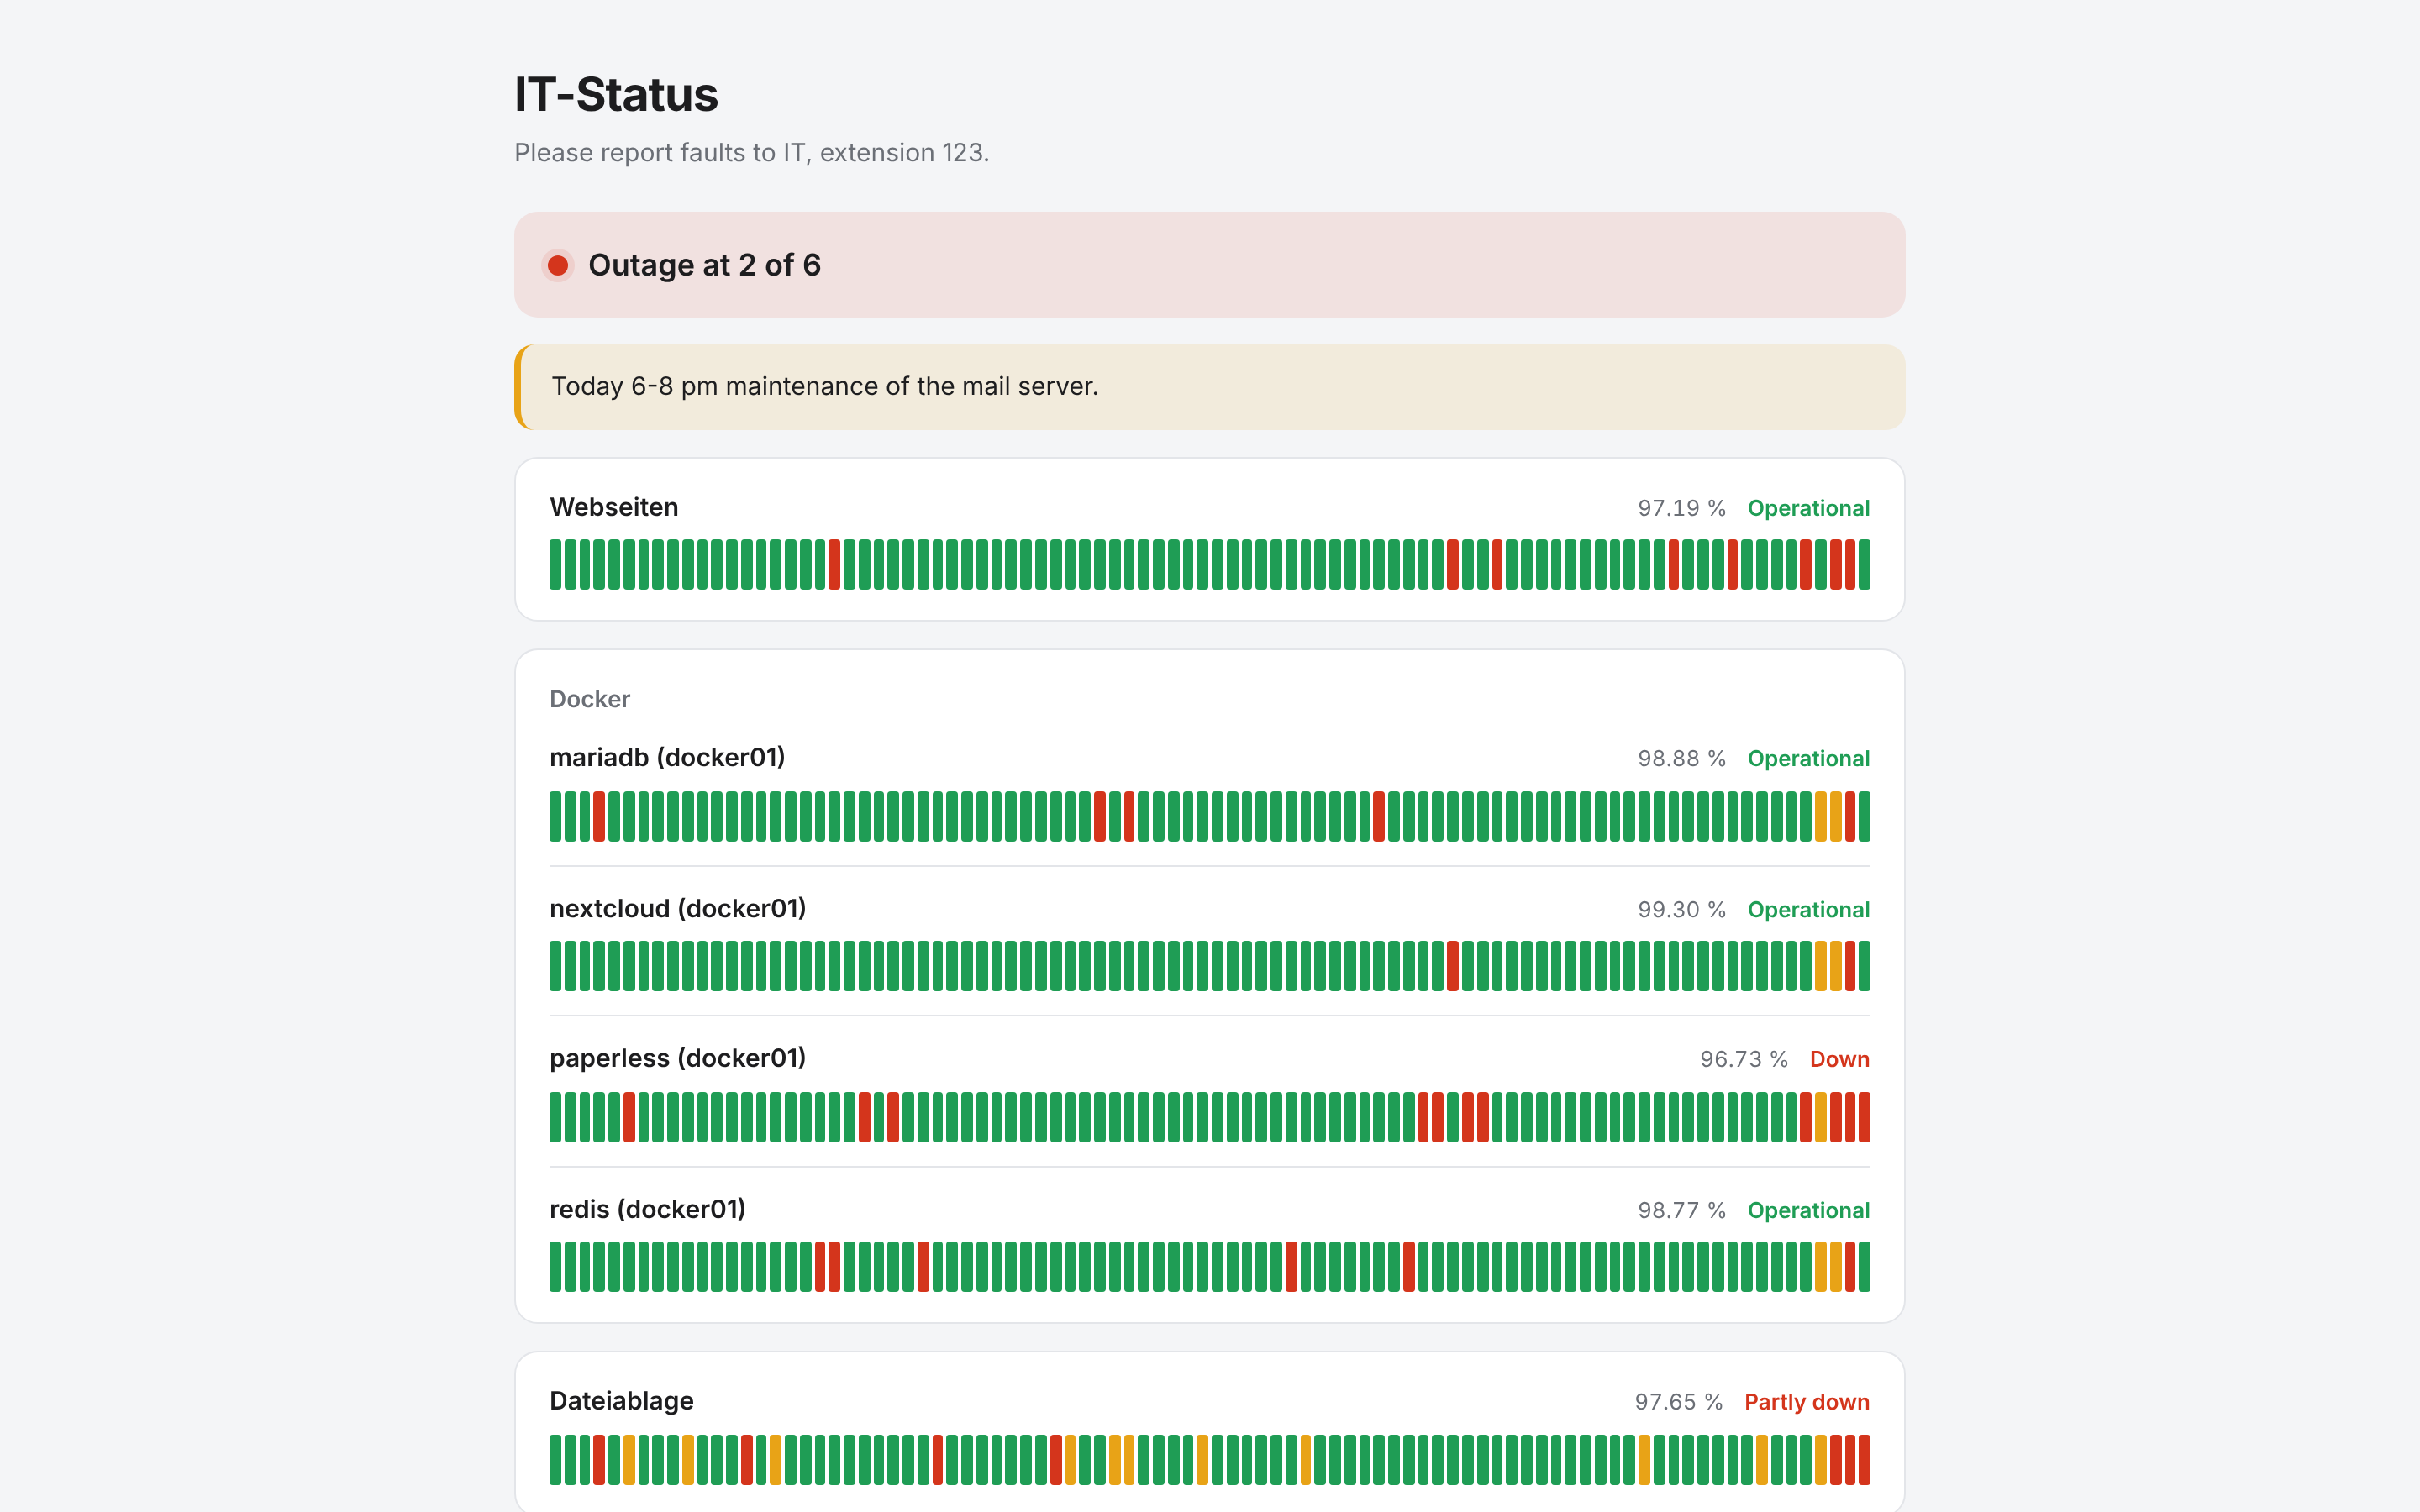 IT-Status
Please report faults to IT, extension 123.
Outage at 2 of 6
Today 6-8 pm maintenance of the mail server.
Webseiten 97.19 % Operational
Docker
mariadb (docker01) 98.88 % Operational
nextcloud (docker01) 99.30 % Operational
paperless (docker01) 96.73 % Down
redis (docker01) 98.77 % Operational
Dateiablage 97.65 % Partly down